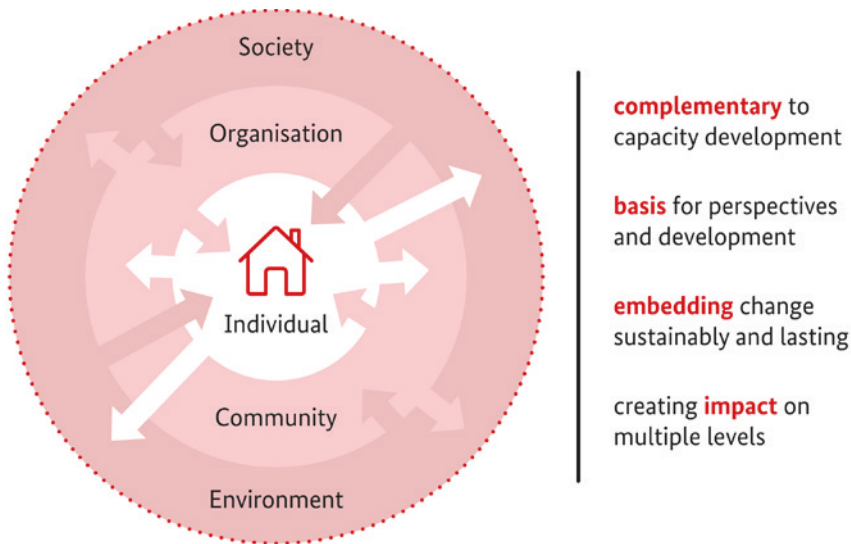 Society
Organisation
Individual
Community
Environment
complementary to
capacity development
basis for perspectives
and development
embedding change
sustainably and lasting
creating impact on
multiple levels